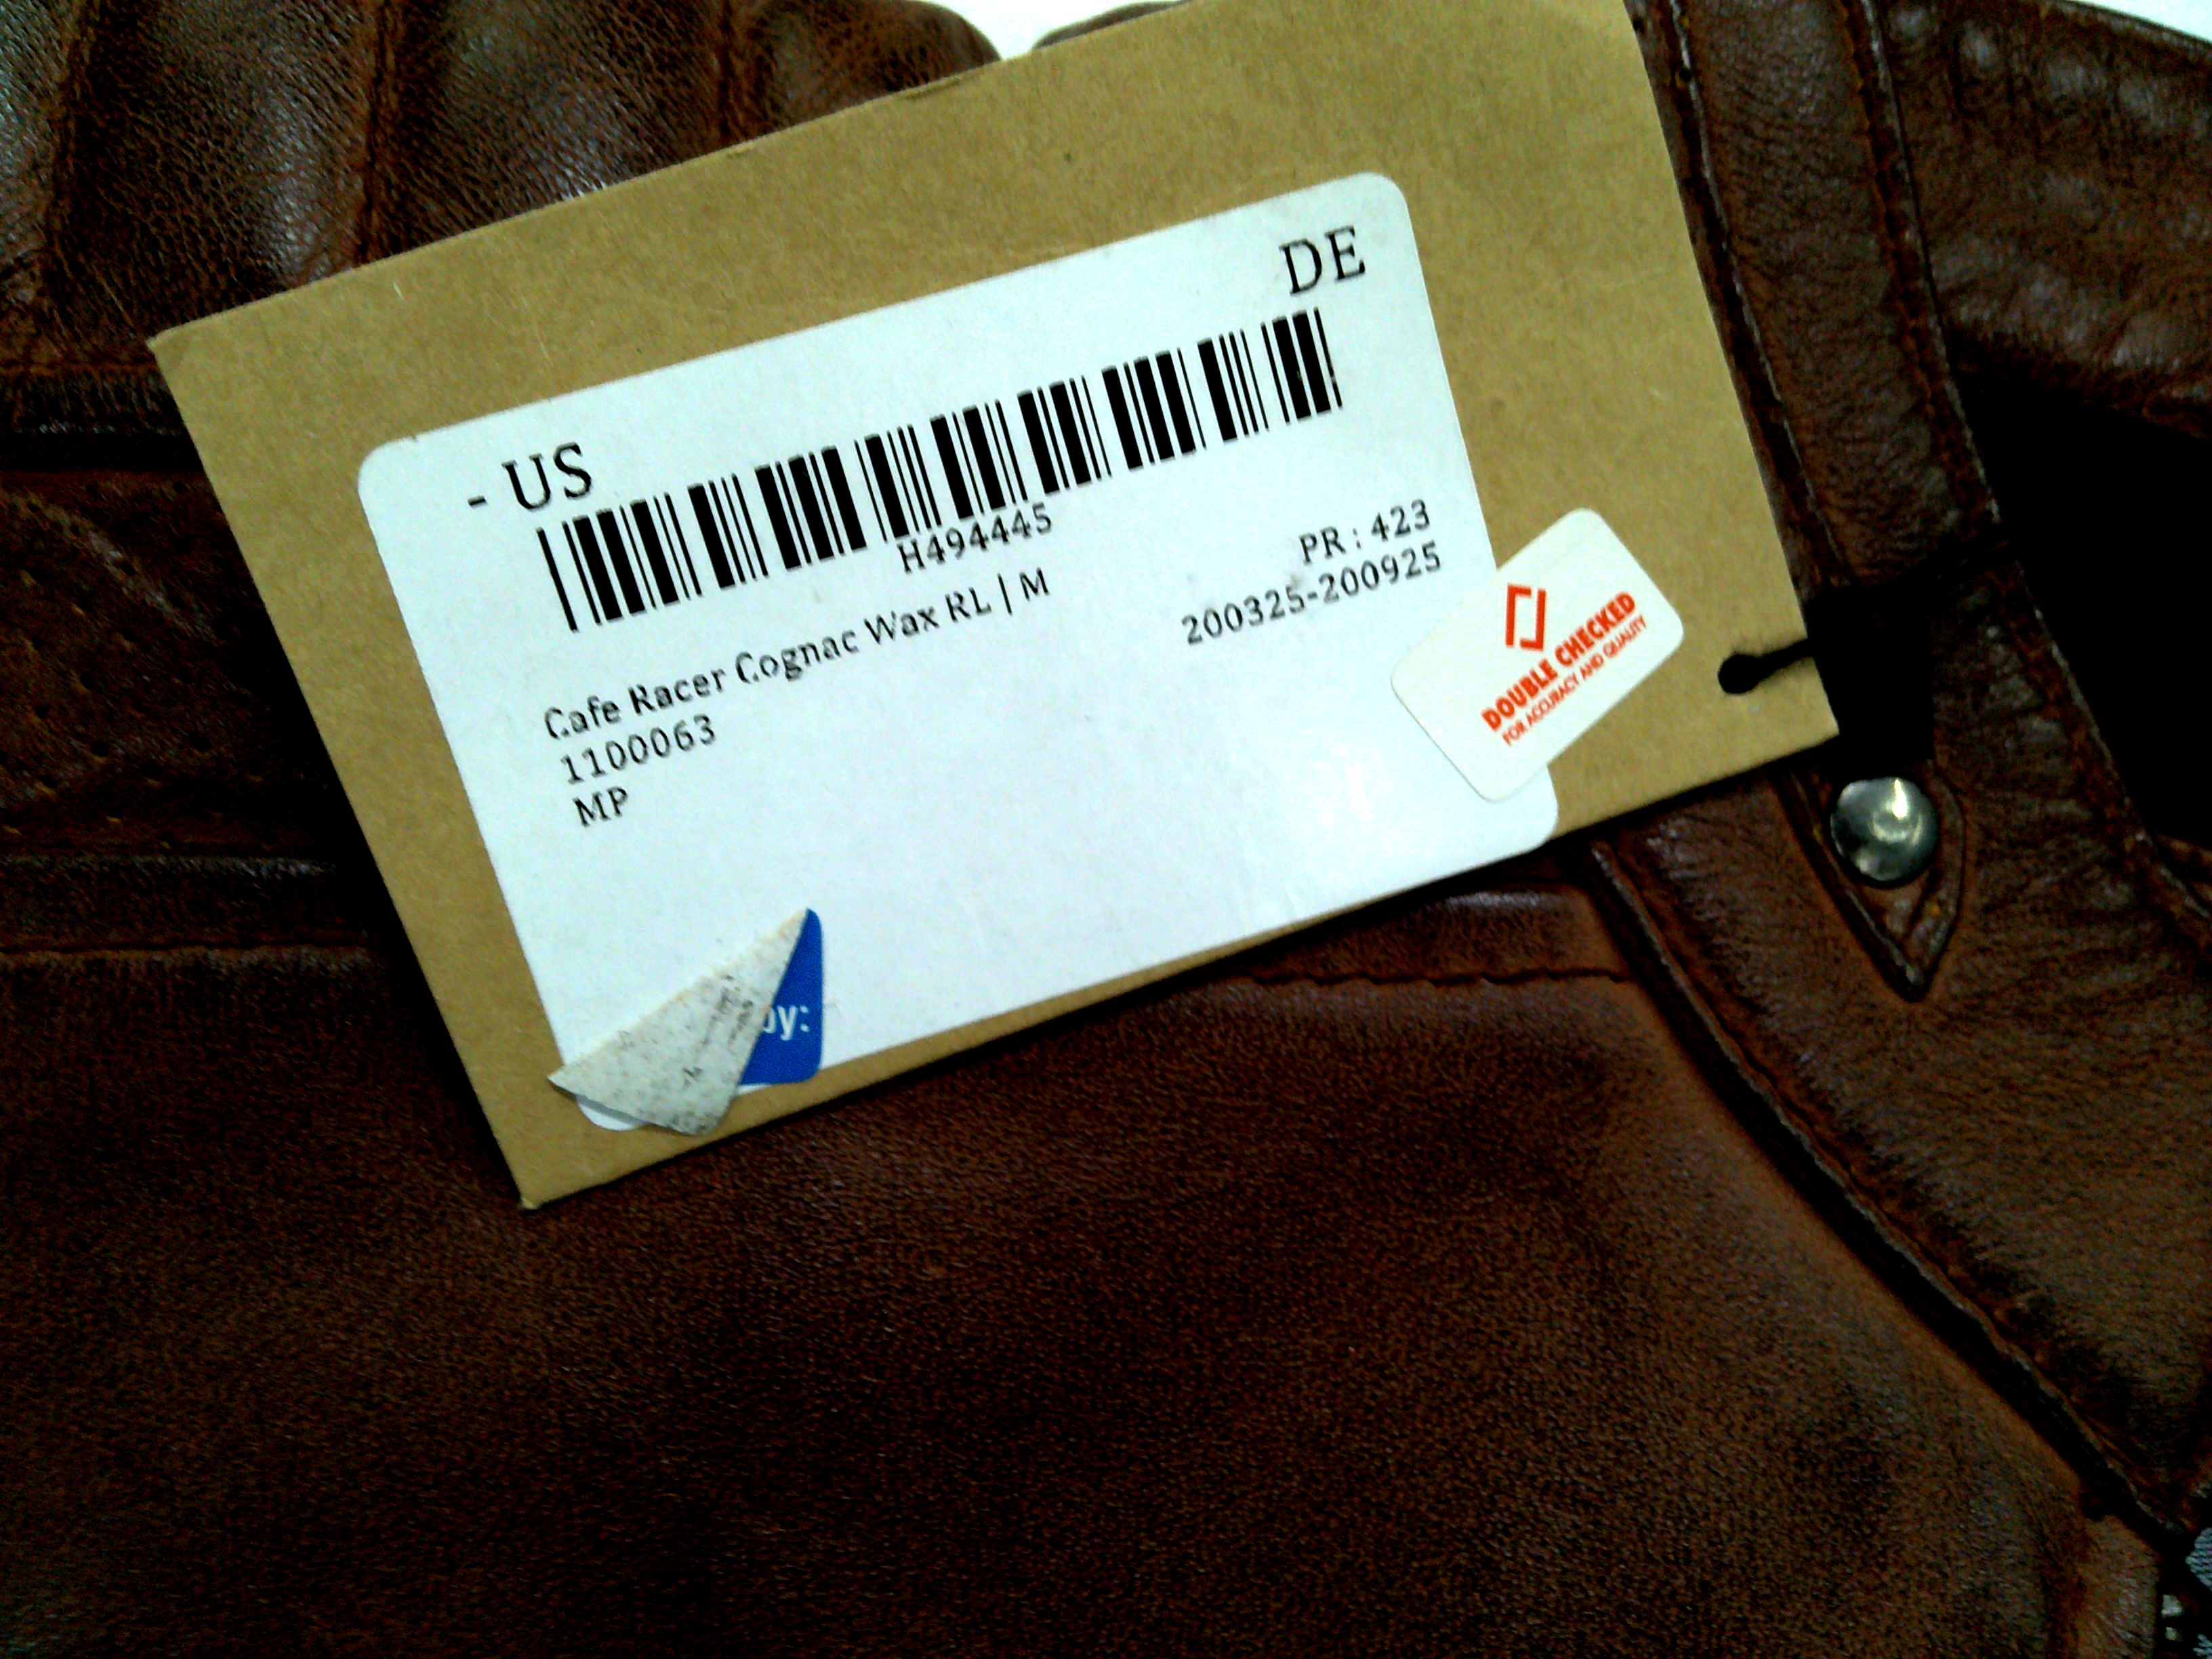 - US
DE
H494445
Cafe Racer Cognac Wax RL | M
PR : 423
1100063
200325-200925
MP
DOUBLE CHECKED
FOR ACCURACY AND QUALITY
by: